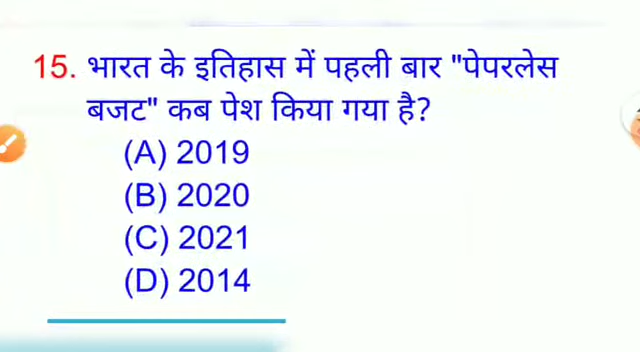 15. भारत के इतिहास में पहली बार "पेपरलेस
बजट" कब पेश किया गया है?
(A) 2019
(B) 2020
(C) 2021
(D) 2014